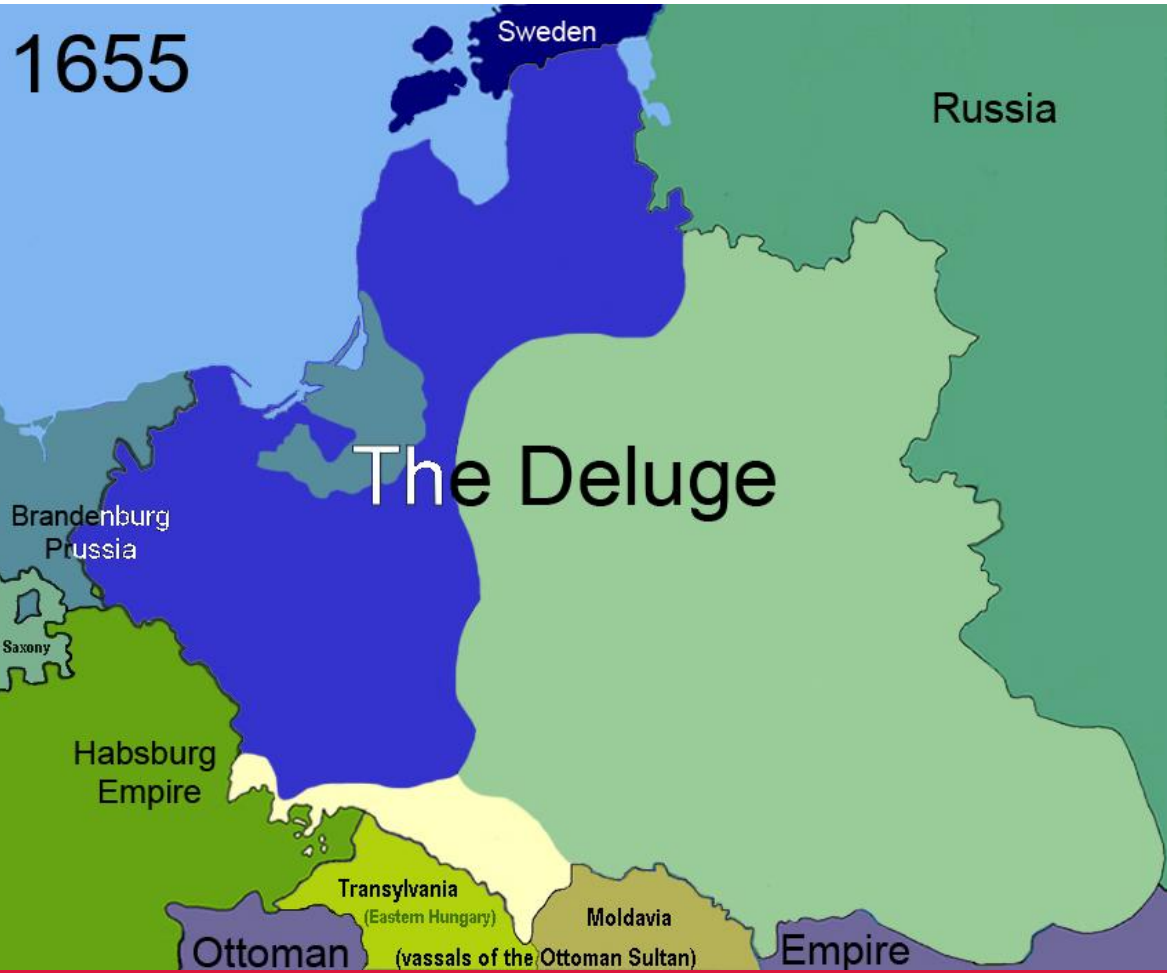 1655
Sweden
Russia
The Deluge
Brandenburg
Prussia
Saxony
Habsburg
Empire
Transylvania
(Eastern Hungary)
Moldavia
(vassals of the Ottoman Sultan)
Ottoman
Empire